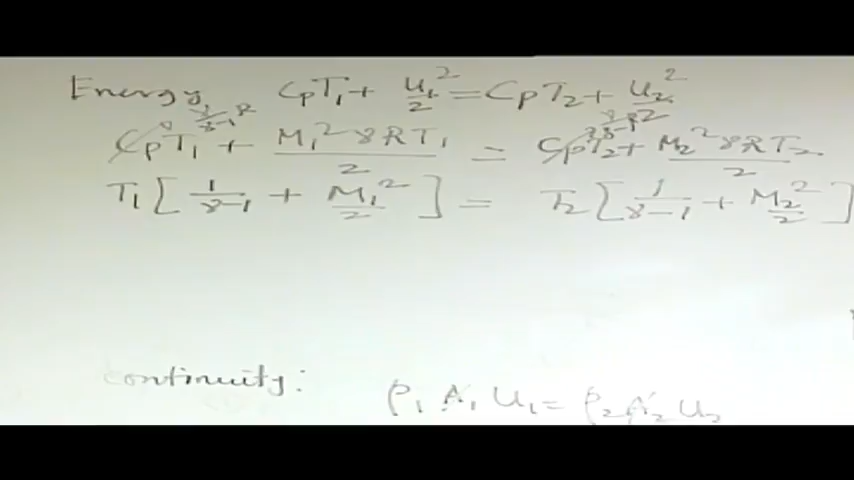 Energy CpT₁ + U₁²/2 = CpT₂ + U₂²/2
CpT₁ + M₁²γRT₁/2 = CpT₂ + M₂²γRT₂/2
T₁[1/(γ-1) + M₁²/2] = T₂[1/(γ-1) + M₂²/2]
continuity: ρ₁A₁U₁ = ρ₂A₂U₂